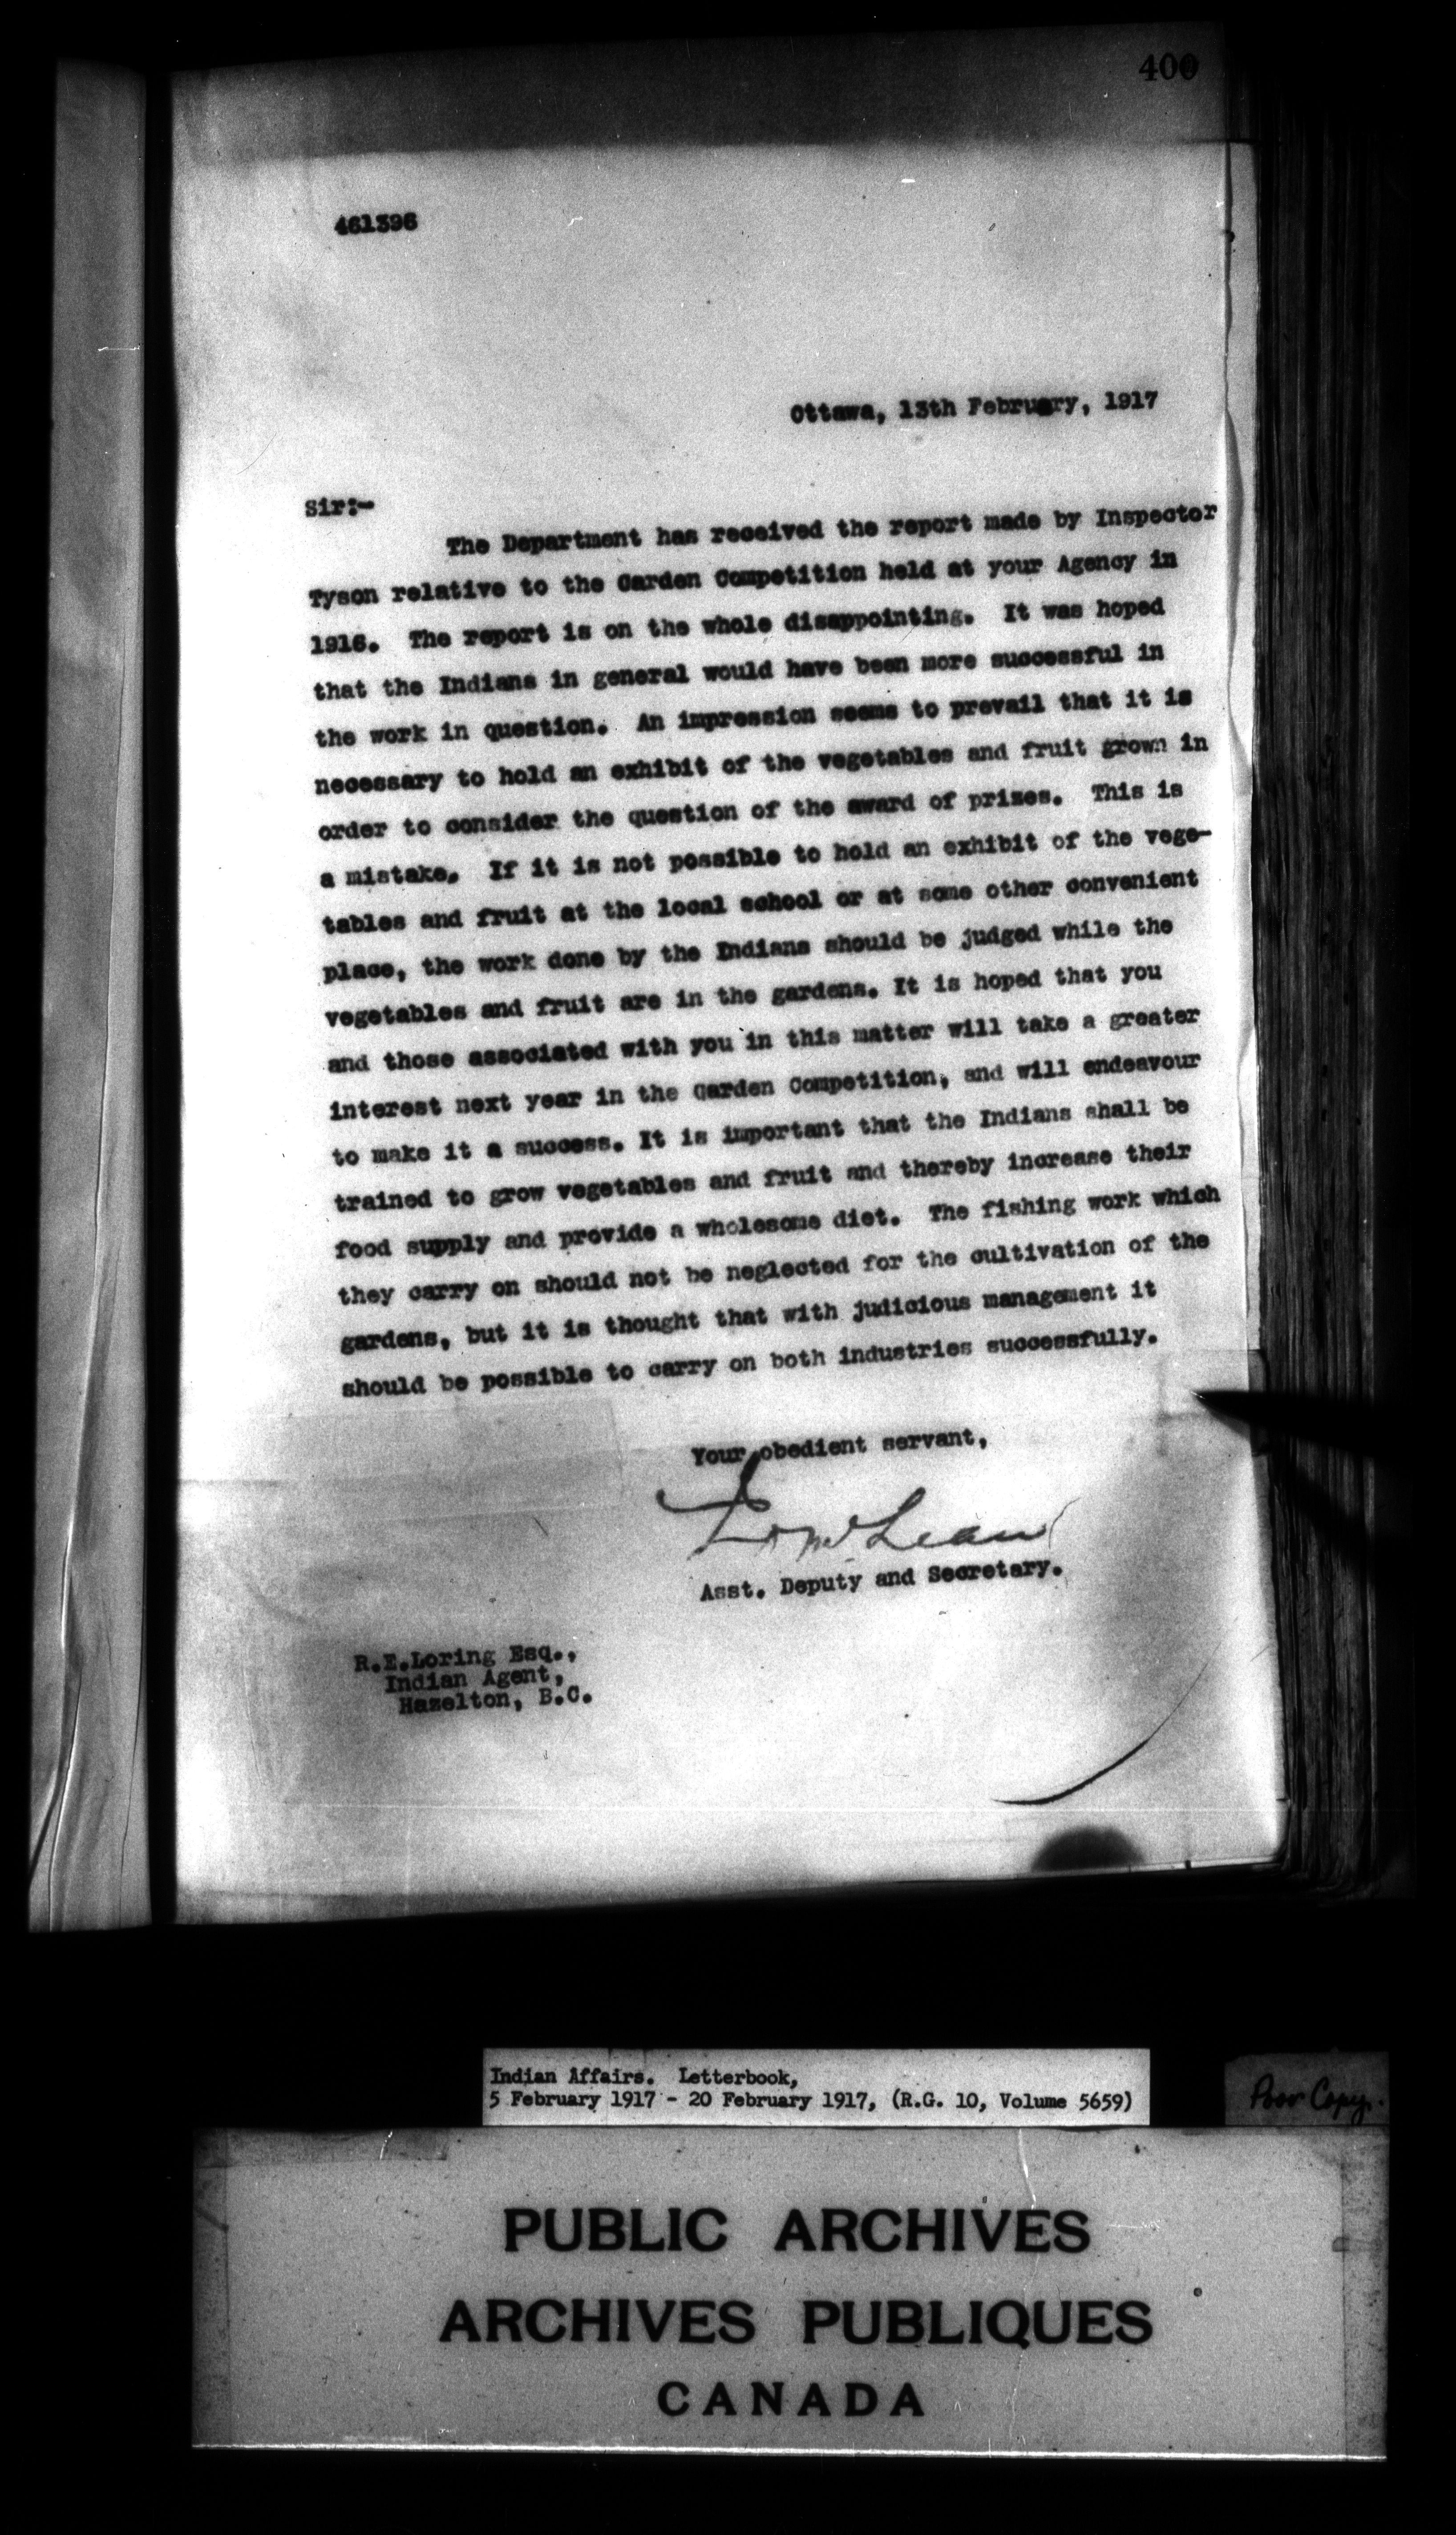 400
461396
Ottawa, 13th February, 1917
Sir:-
The Department has received the report made by Inspector
Tyson relative to the Garden Competition held at your Agency in
1916. The report is on the whole disappointing. It was hoped
that the Indians in general would have been more successful in
the work in question. An impression seems to prevail that it is
necessary to hold an exhibit of the vegetables and fruit grown in
order to consider the question of the award of prizes. This is
a mistake. If it is not possible to hold an exhibit of the vege-
tables and fruit at the local school or at some other convenient
place, the work done by the Indians should be judged while the
vegetables and fruit are in the gardens. It is hoped that you
and those associated with you in this matter will take a greater
interest next year in the Garden Competition, and will endeavour
to make it a success. It is important that the Indians shall be
trained to grow vegetables and fruit and thereby increase their
food supply and provide a wholesome diet. The fishing work which
they carry on should not be neglected for the cultivation of the
gardens, but it is thought that with judicious management it
should be possible to carry on both industries successfully.
Your obedient servant,
McLean
Asst. Deputy and Secretary.
R.E.Loring Esq.,
Indian Agent,
Hazelton, B.C.
Indian Affairs. Letterbook,
5 February 1917 - 20 February 1917, (R.G. 10, Volume 5659)
Poor Copy.
PUBLIC ARCHIVES
ARCHIVES PUBLIQUES
CANADA